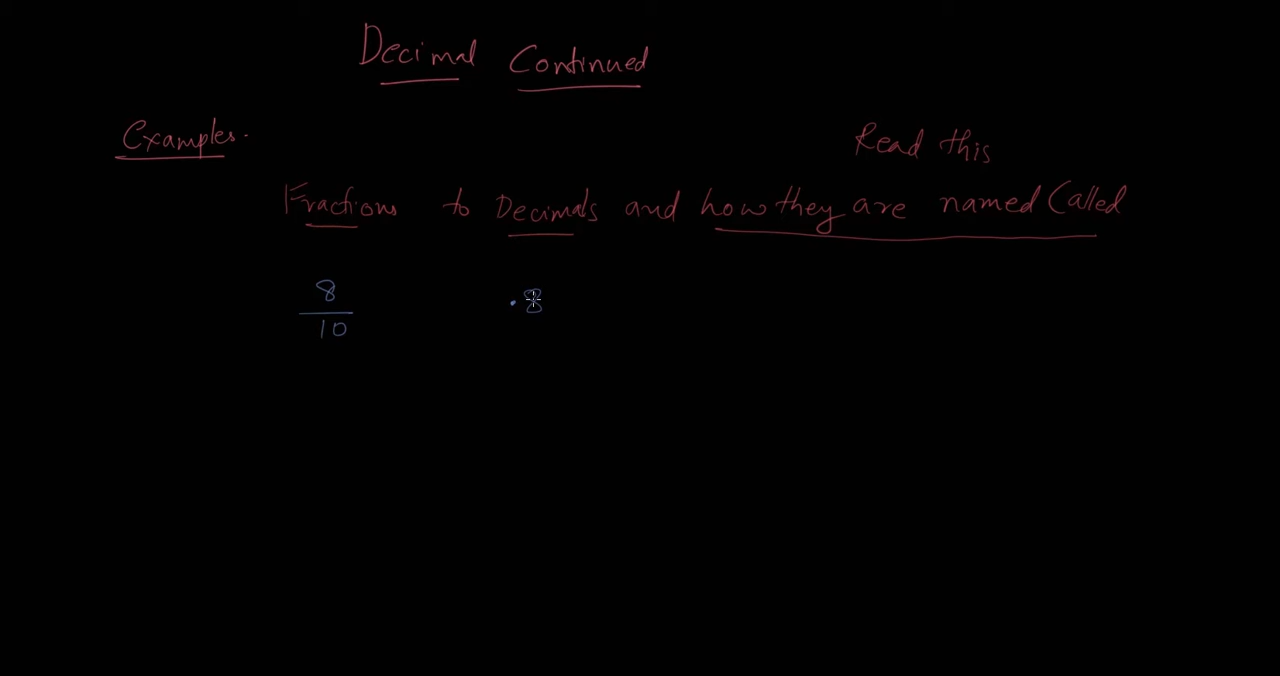 Decimal Continued
Examples.
Read this
Fractions to Decimals and how they are named Called
8/10 .8